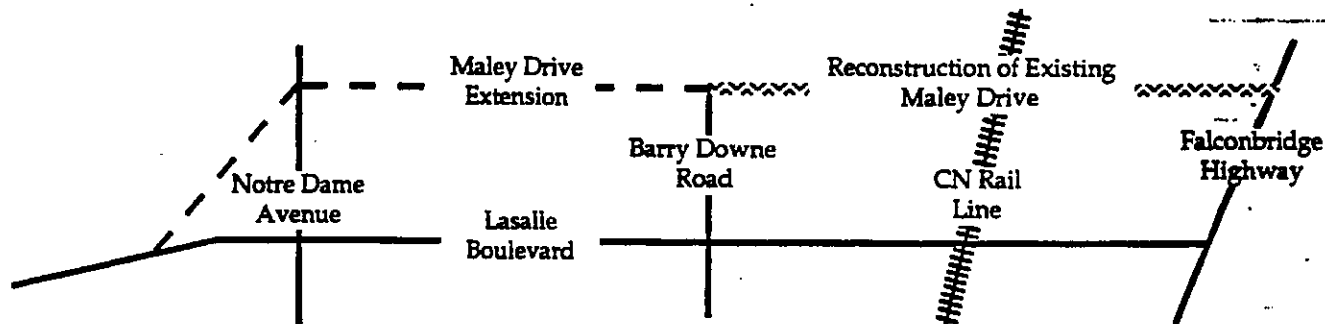 Maley Drive
Extension
Reconstruction of Existing
Maley Drive
Barry Downe
Road
Falconbridge
Highway
Notre Dame
Avenue
CN Rail
Line
Lasalle
Boulevard